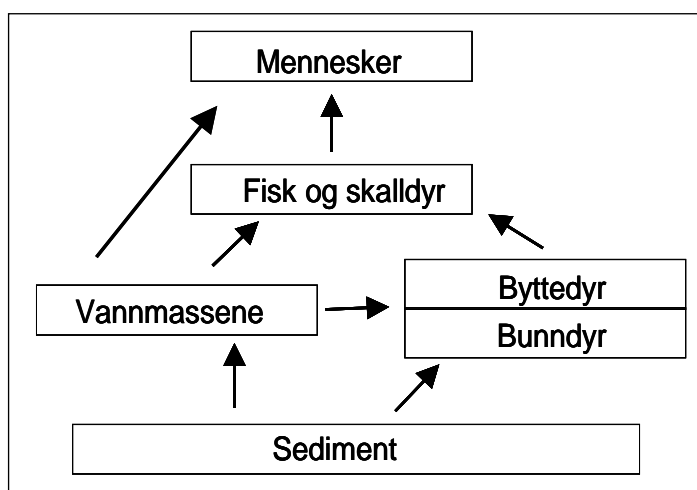 Mennesker
Fisk og skalldyr
Vannmassene
Byttedyr
Bunndyr
Sediment